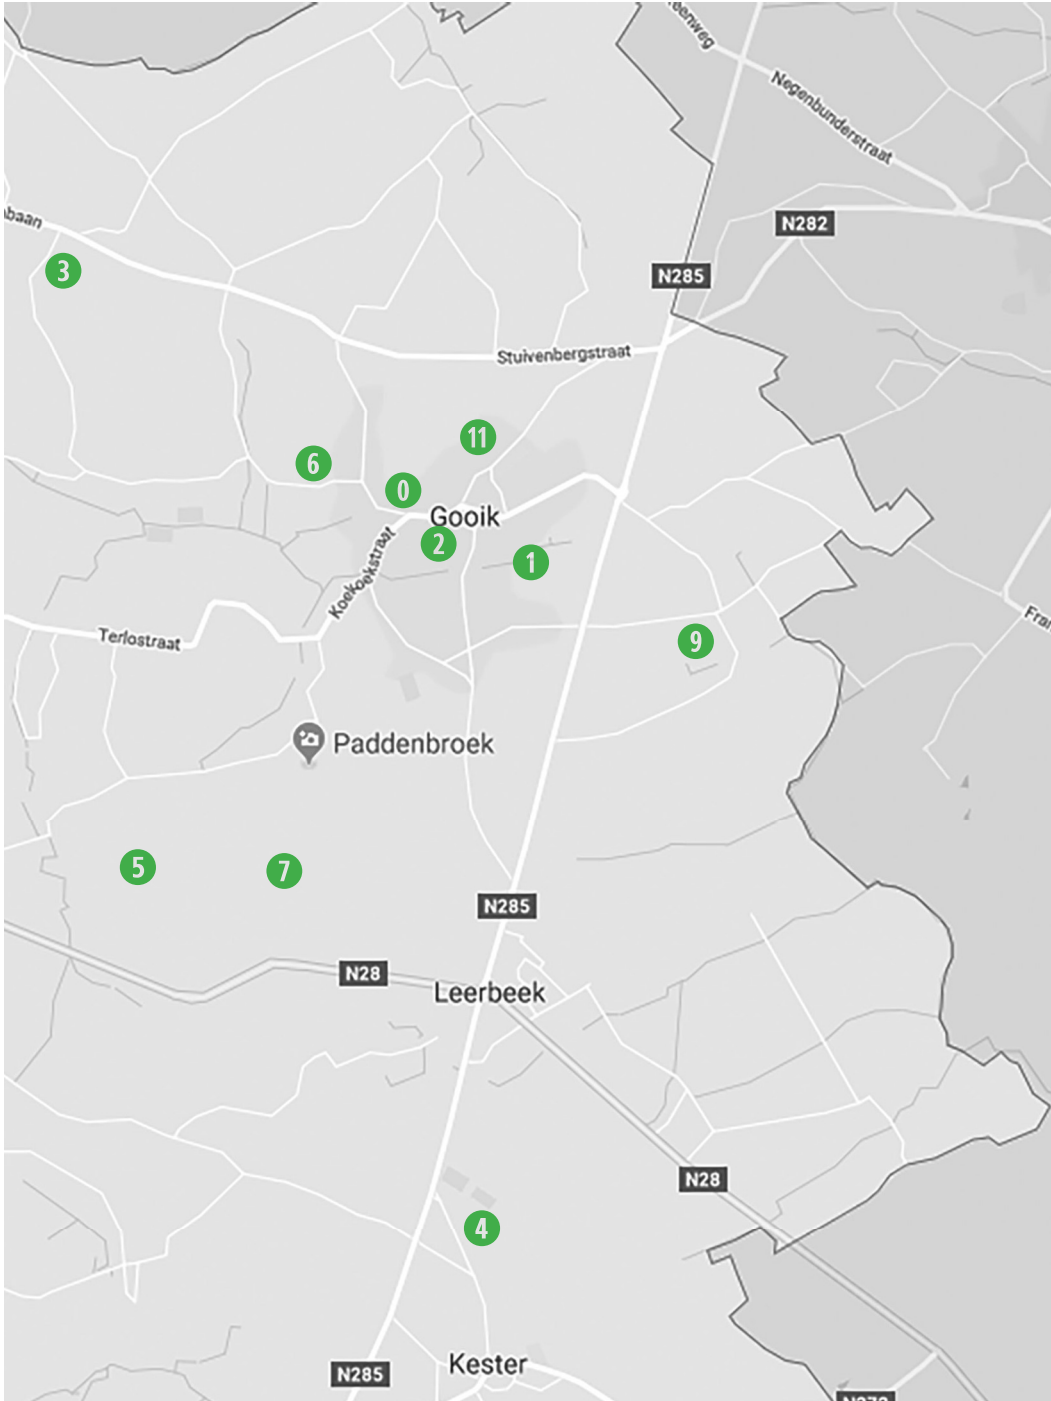 Negenbunderstraat
N282
N285
3
Stuivenbergstraat
11
6
0
Gooik
2
1
Koekoekstraat
Terlostraat
9
Paddenbroek
5
7
N285
N28
Leerbeek
N28
4
Kester
N285